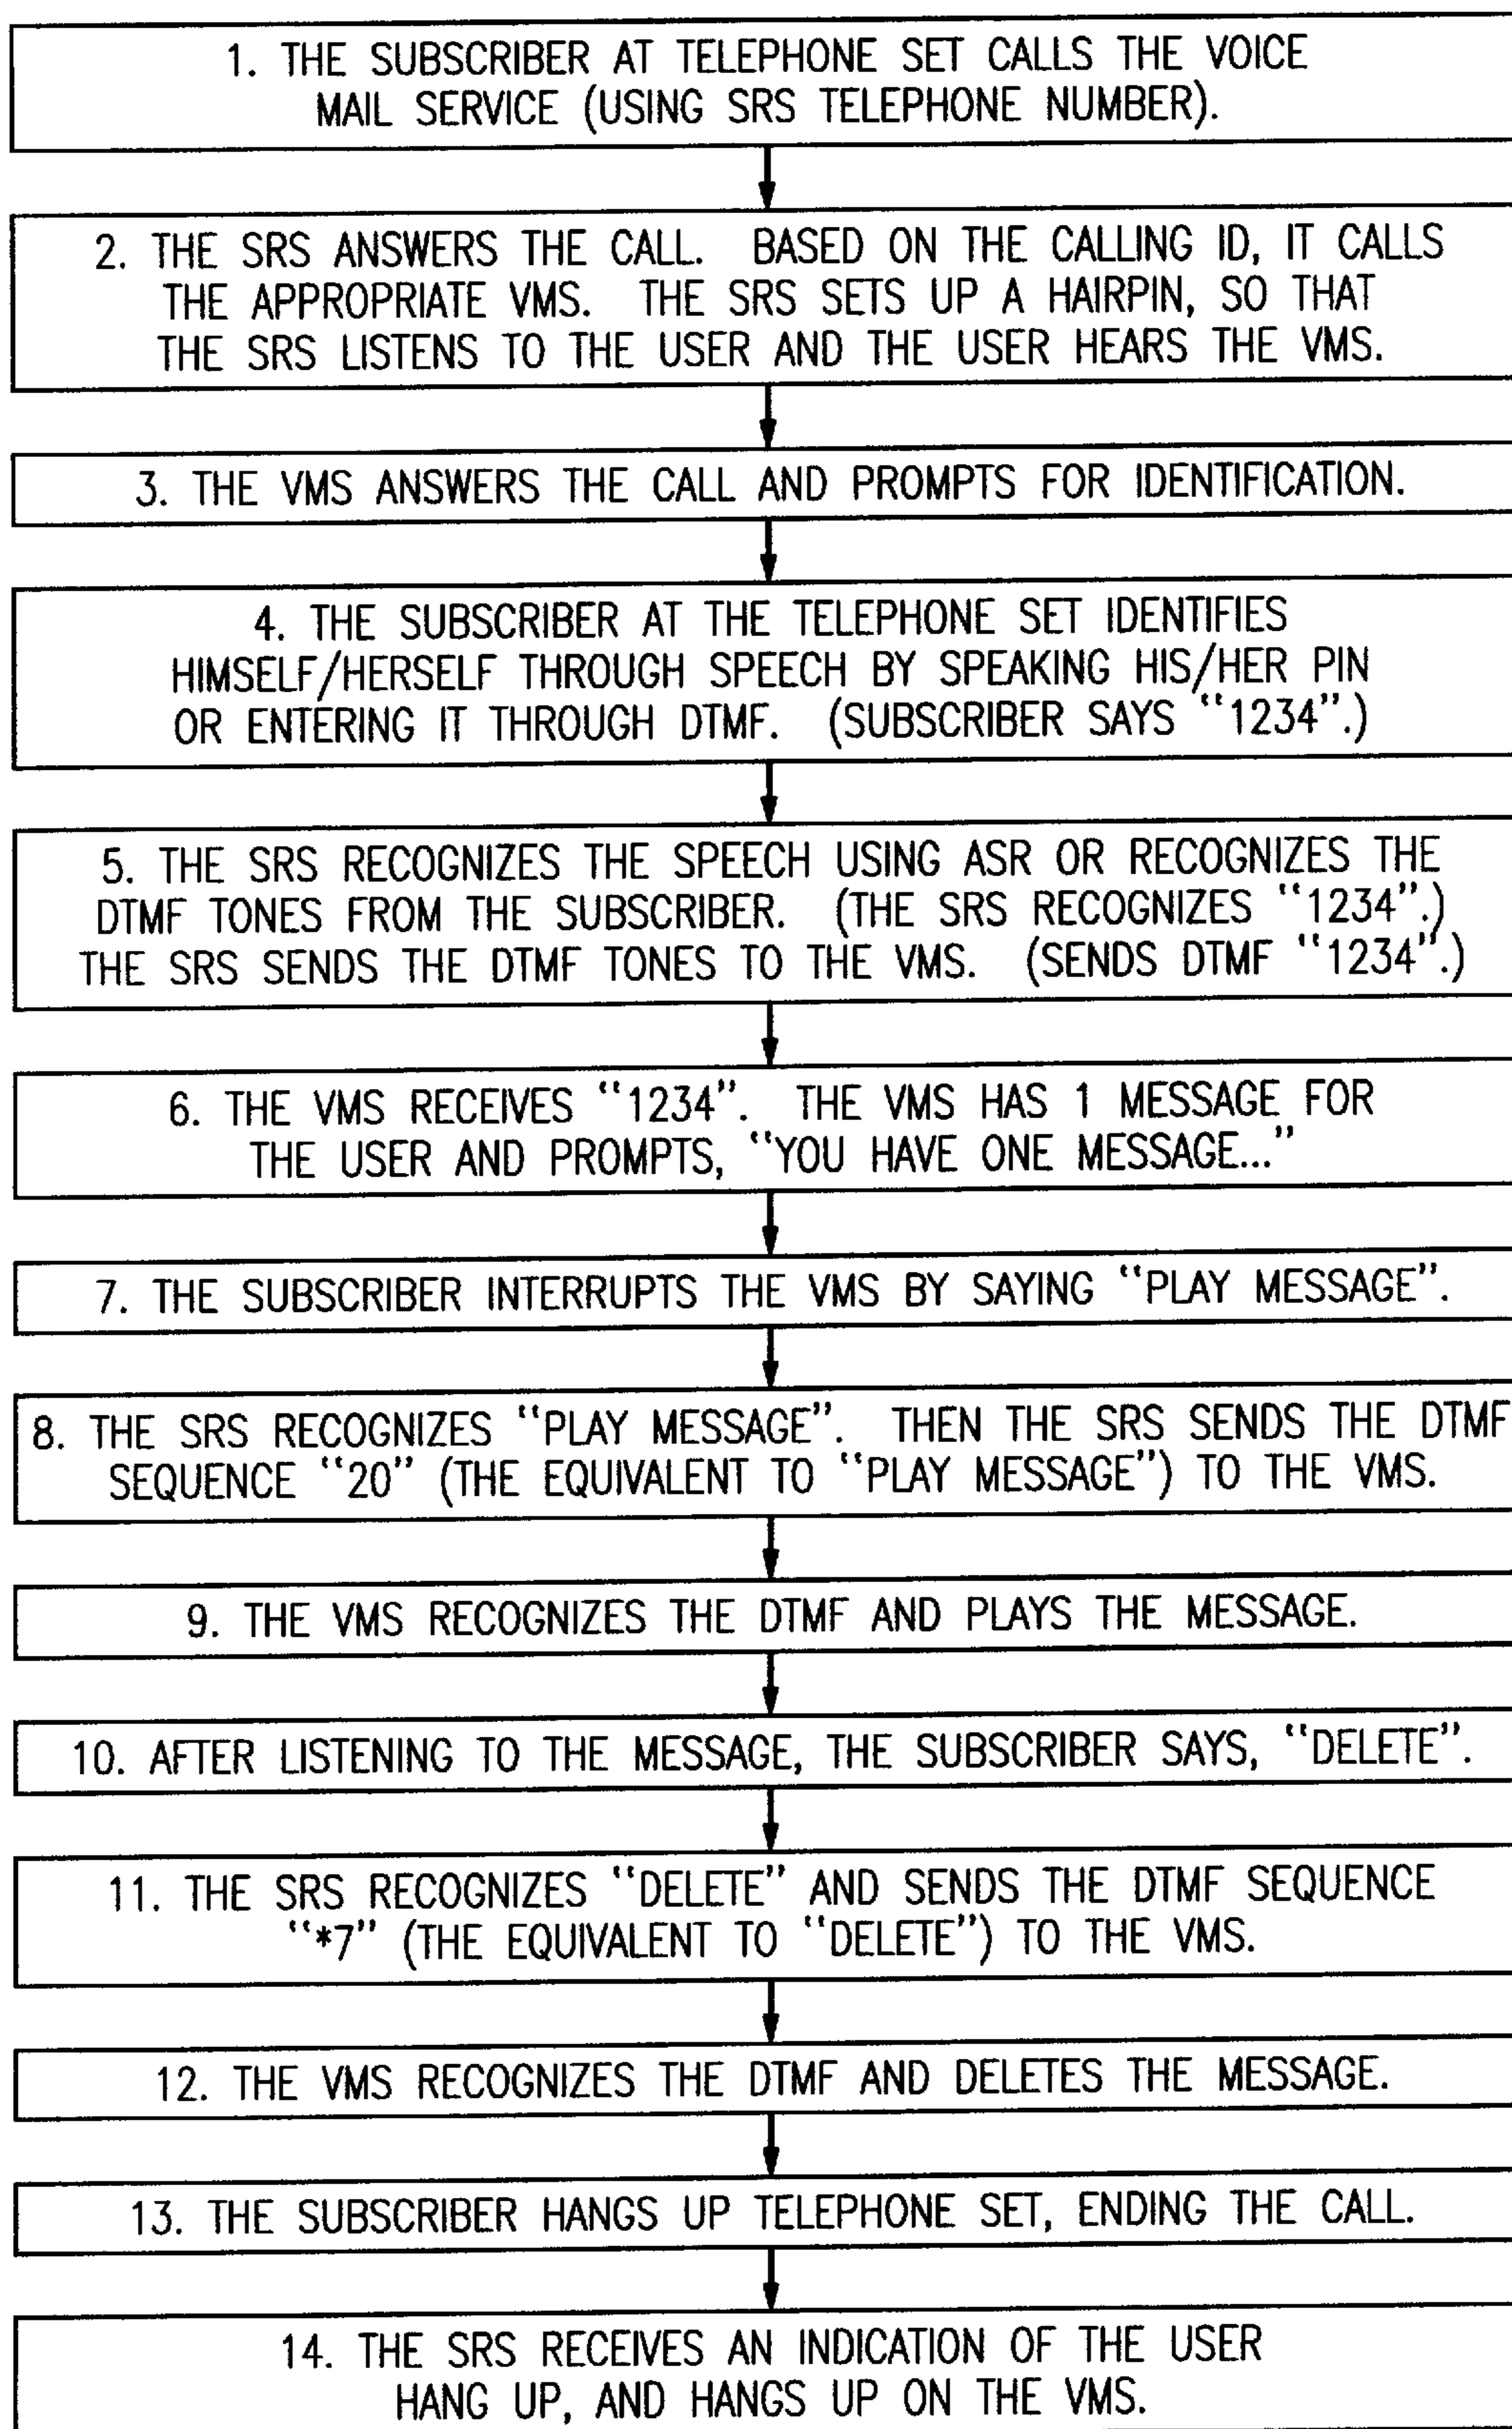 1. THE SUBSCRIBER AT TELEPHONE SET CALLS THE VOICE
MAIL SERVICE (USING SRS TELEPHONE NUMBER).
2. THE SRS ANSWERS THE CALL. BASED ON THE CALLING ID, IT CALLS
THE APPROPRIATE VMS. THE SRS SETS UP A HAIRPIN, SO THAT
THE SRS LISTENS TO THE USER AND THE USER HEARS THE VMS.
3. THE VMS ANSWERS THE CALL AND PROMPTS FOR IDENTIFICATION.
4. THE SUBSCRIBER AT THE TELEPHONE SET IDENTIFIES
HIMSELF/HERSELF THROUGH SPEECH BY SPEAKING HIS/HER PIN
OR ENTERING IT THROUGH DTMF. (SUBSCRIBER SAYS “1234”.)
5. THE SRS RECOGNIZES THE SPEECH USING ASR OR RECOGNIZES THE
DTMF TONES FROM THE SUBSCRIBER. (THE SRS RECOGNIZES “1234”.)
THE SRS SENDS THE DTMF TONES TO THE VMS. (SENDS DTMF “1234”.)
6. THE VMS RECEIVES “1234”. THE VMS HAS 1 MESSAGE FOR
THE USER AND PROMPTS, “YOU HAVE ONE MESSAGE...”
7. THE SUBSCRIBER INTERRUPTS THE VMS BY SAYING “PLAY MESSAGE”.
8. THE SRS RECOGNIZES “PLAY MESSAGE”. THEN THE SRS SENDS THE DTMF
SEQUENCE “20” (THE EQUIVALENT TO “PLAY MESSAGE”) TO THE VMS.
9. THE VMS RECOGNIZES THE DTMF AND PLAYS THE MESSAGE.
10. AFTER LISTENING TO THE MESSAGE, THE SUBSCRIBER SAYS, “DELETE”.
11. THE SRS RECOGNIZES “DELETE” AND SENDS THE DTMF SEQUENCE
“*7” (THE EQUIVALENT TO “DELETE”) TO THE VMS.
12. THE VMS RECOGNIZES THE DTMF AND DELETES THE MESSAGE.
13. THE SUBSCRIBER HANGS UP TELEPHONE SET, ENDING THE CALL.
14. THE SRS RECEIVES AN INDICATION OF THE USER
HANG UP, AND HANGS UP ON THE VMS.